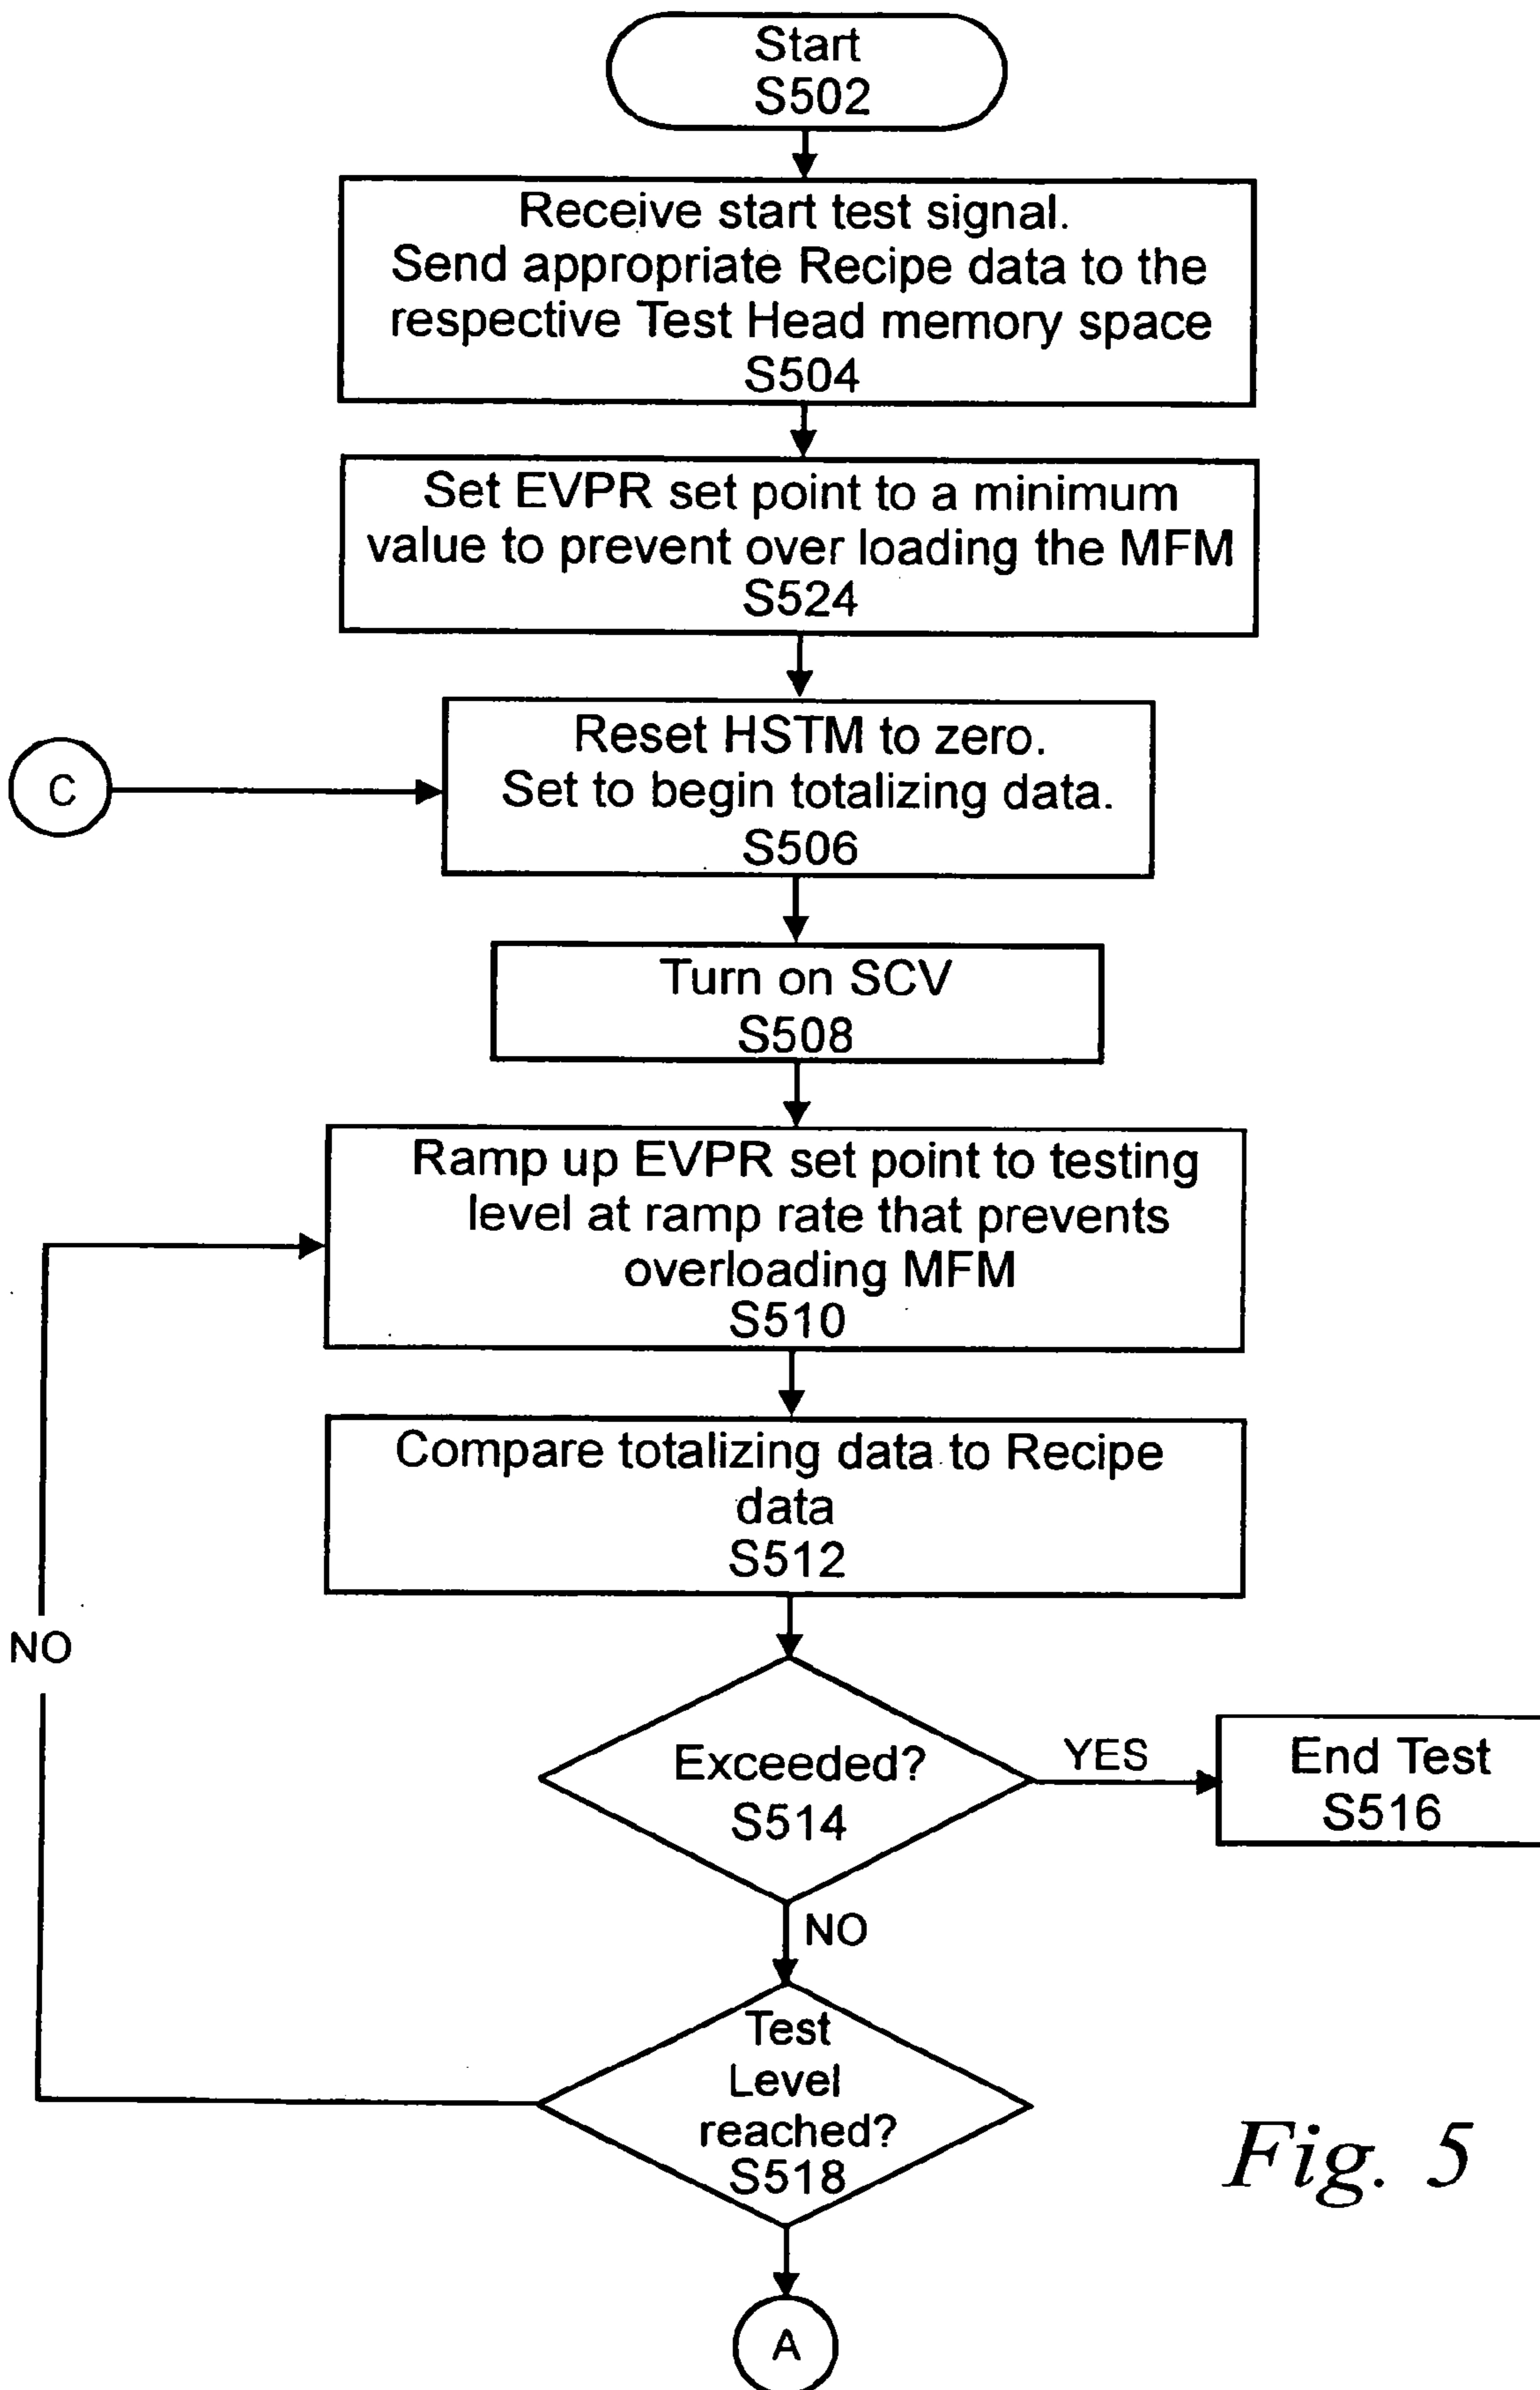 Start
S502
Receive start test signal.
Send appropriate Recipe data to the
respective Test Head memory space
S504
Set EVPR set point to a minimum
value to prevent over loading the MFM
S524
Reset HSTM to zero.
Set to begin totalizing data.
S506
C
Turn on SCV
S508
Ramp up EVPR set point to testing
level at ramp rate that prevents
overloading MFM
S510
Compare totalizing data to Recipe
data
S512
NO
Exceeded?
S514
YES
End Test
S516
NO
Test
Level
reached?
S518
Fig. 5
A